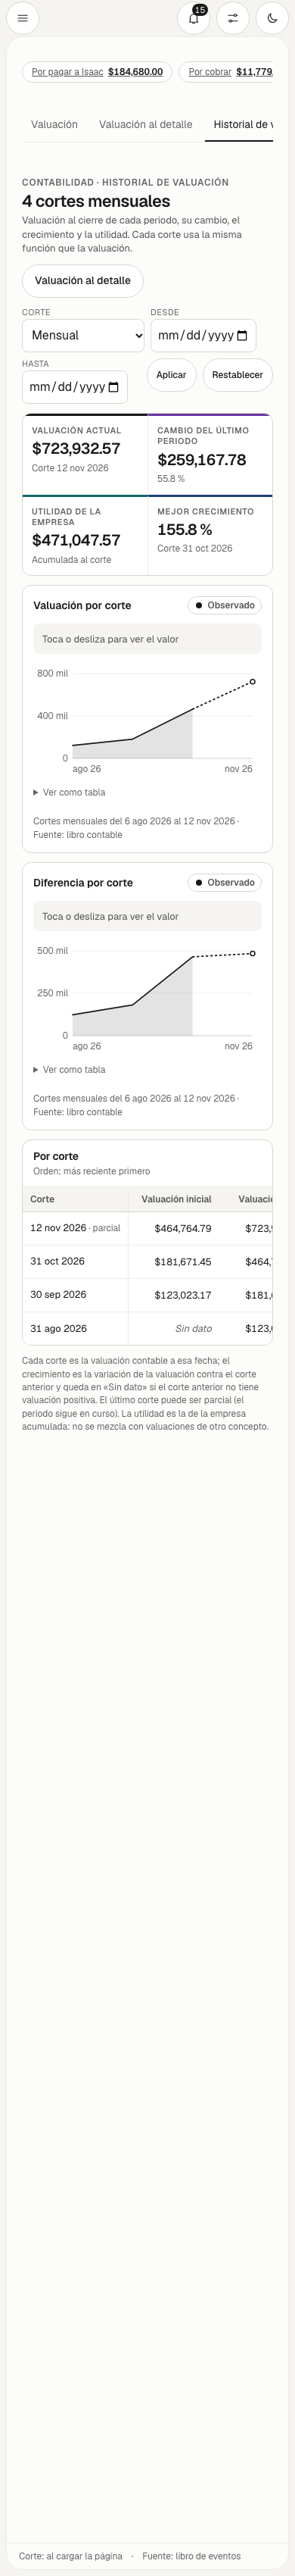 15
Por pagar a Isaac $184,680.00 Por cobrar $11,779.
Valuación Valuación al detalle Historial de v
CONTABILIDAD · HISTORIAL DE VALUACIÓN
4 cortes mensuales
Valuación al cierre de cada periodo, su cambio, el
crecimiento y la utilidad. Cada corte usa la misma
función que la valuación.
Valuación al detalle
CORTE DESDE
Mensual mm/dd/yyyy
HASTA
mm/dd/yyyy Aplicar Restablecer
VALUACIÓN ACTUAL
$723,932.57
Corte 12 nov 2026
CAMBIO DEL ÚLTIMO
PERIODO
$259,167.78
55.8 %
UTILIDAD DE LA
EMPRESA
$471,047.57
Acumulada al corte
MEJOR CRECIMIENTO
155.8 %
Corte 31 oct 2026
Valuación por corte Observado
Toca o desliza para ver el valor
800 mil
400 mil
0
ago 26 nov 26
Ver como tabla
Cortes mensuales del 6 ago 2026 al 12 nov 2026 ·
Fuente: libro contable
Diferencia por corte Observado
Toca o desliza para ver el valor
500 mil
250 mil
0
ago 26 nov 26
Ver como tabla
Cortes mensuales del 6 ago 2026 al 12 nov 2026 ·
Fuente: libro contable
Por corte
Orden: más reciente primero
Corte Valuación inicial Valuació
12 nov 2026 · parcial $464,764.79 $723,
31 oct 2026 $181,671.45 $464,
30 sep 2026 $123,023.17 $181,
31 ago 2026 Sin dato $123,
Cada corte es la valuación contable a esa fecha; el
crecimiento es la variación de la valuación contra el corte
anterior y queda en «Sin dato» si el corte anterior no tiene
valuación positiva. El último corte puede ser parcial (el
periodo sigue en curso). La utilidad es la de la empresa
acumulada: no se mezcla con valuaciones de otro concepto.
Corte: al cargar la página · Fuente: libro de eventos